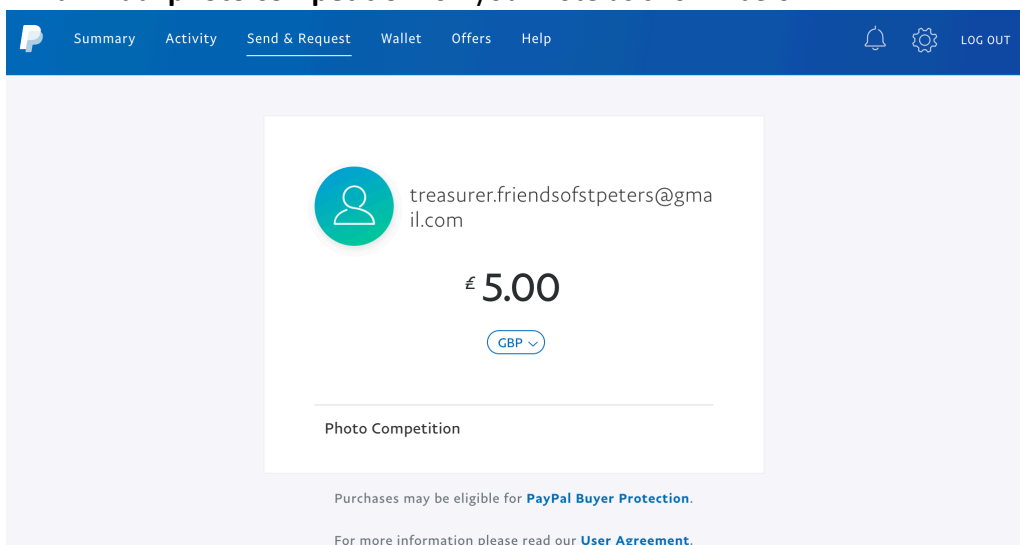 Summary Activity Send & Request Wallet Offers Help LOG OUT
treasurer.friendsofstpeters@gma
il.com
£ 5.00
GBP
Photo Competition
Purchases may be eligible for PayPal Buyer Protection.
For more information please read our User Agreement.